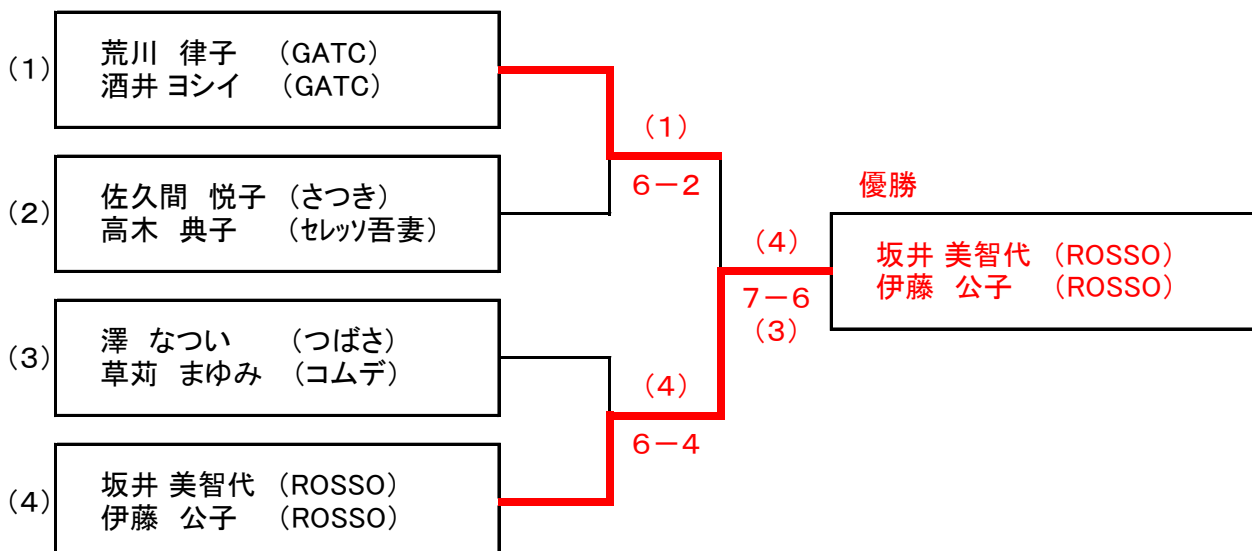 (1)
荒川 律子 (GATC)
酒井 ヨシイ (GATC)
(2)
佐久間 悦子 (さつき)
高木 典子 (セレッソ吾妻)
(3)
澤 なつい (つばさ)
草苅 まゆみ (コムデ)
(4)
坂井 美智代 (ROSSO)
伊藤 公子 (ROSSO)
(1)
6-2
(4)
6-4
(4)
7-6
(3)
優勝
坂井 美智代 (ROSSO)
伊藤 公子 (ROSSO)